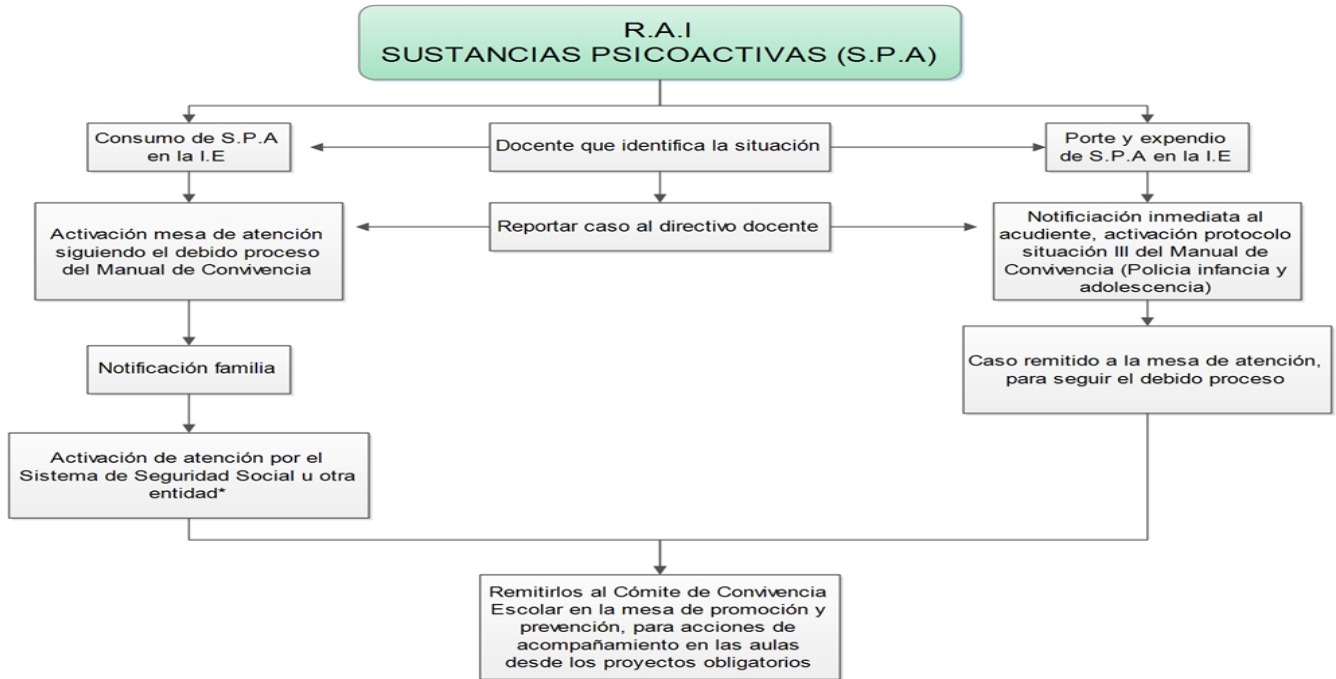 R.A.I
SUSTANCIAS PSICOACTIVAS (S.P.A)
Consumo de S.P.A
en la I.E
Docente que identifica la situación
Porte y expendio
de S.P.A en la I.E
Activación mesa de atención
siguiendo el debido proceso
del Manual de Convivencia
Reportar caso al directivo docente
Notificiación inmediata al
acudiente, activación protocolo
situación III del Manual de
Convivencia (Policia infancia y
adolescencia)
Notificación familia
Caso remitido a la mesa de atención,
para seguir el debido proceso
Activación de atención por el
Sistema de Seguridad Social u otra
entidad*
Remitirlos al Cómite de Convivencia
Escolar en la mesa de promoción y
prevención, para acciones de
acompañamiento en las aulas
desde los proyectos obligatorios